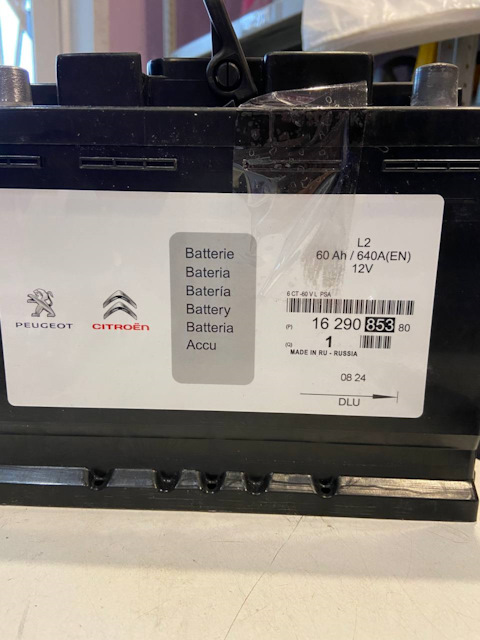 PEUGEOT
CITROËN
Batterie
Bateria
Batería
Battery
Batteria
Accu
L2
60 Ah / 640A(EN)
12V
6 CT -60 V L PSA
(P) 16 290 853 80
(Q) 1
MADE IN RU - RUSSIA
08 24
DLU